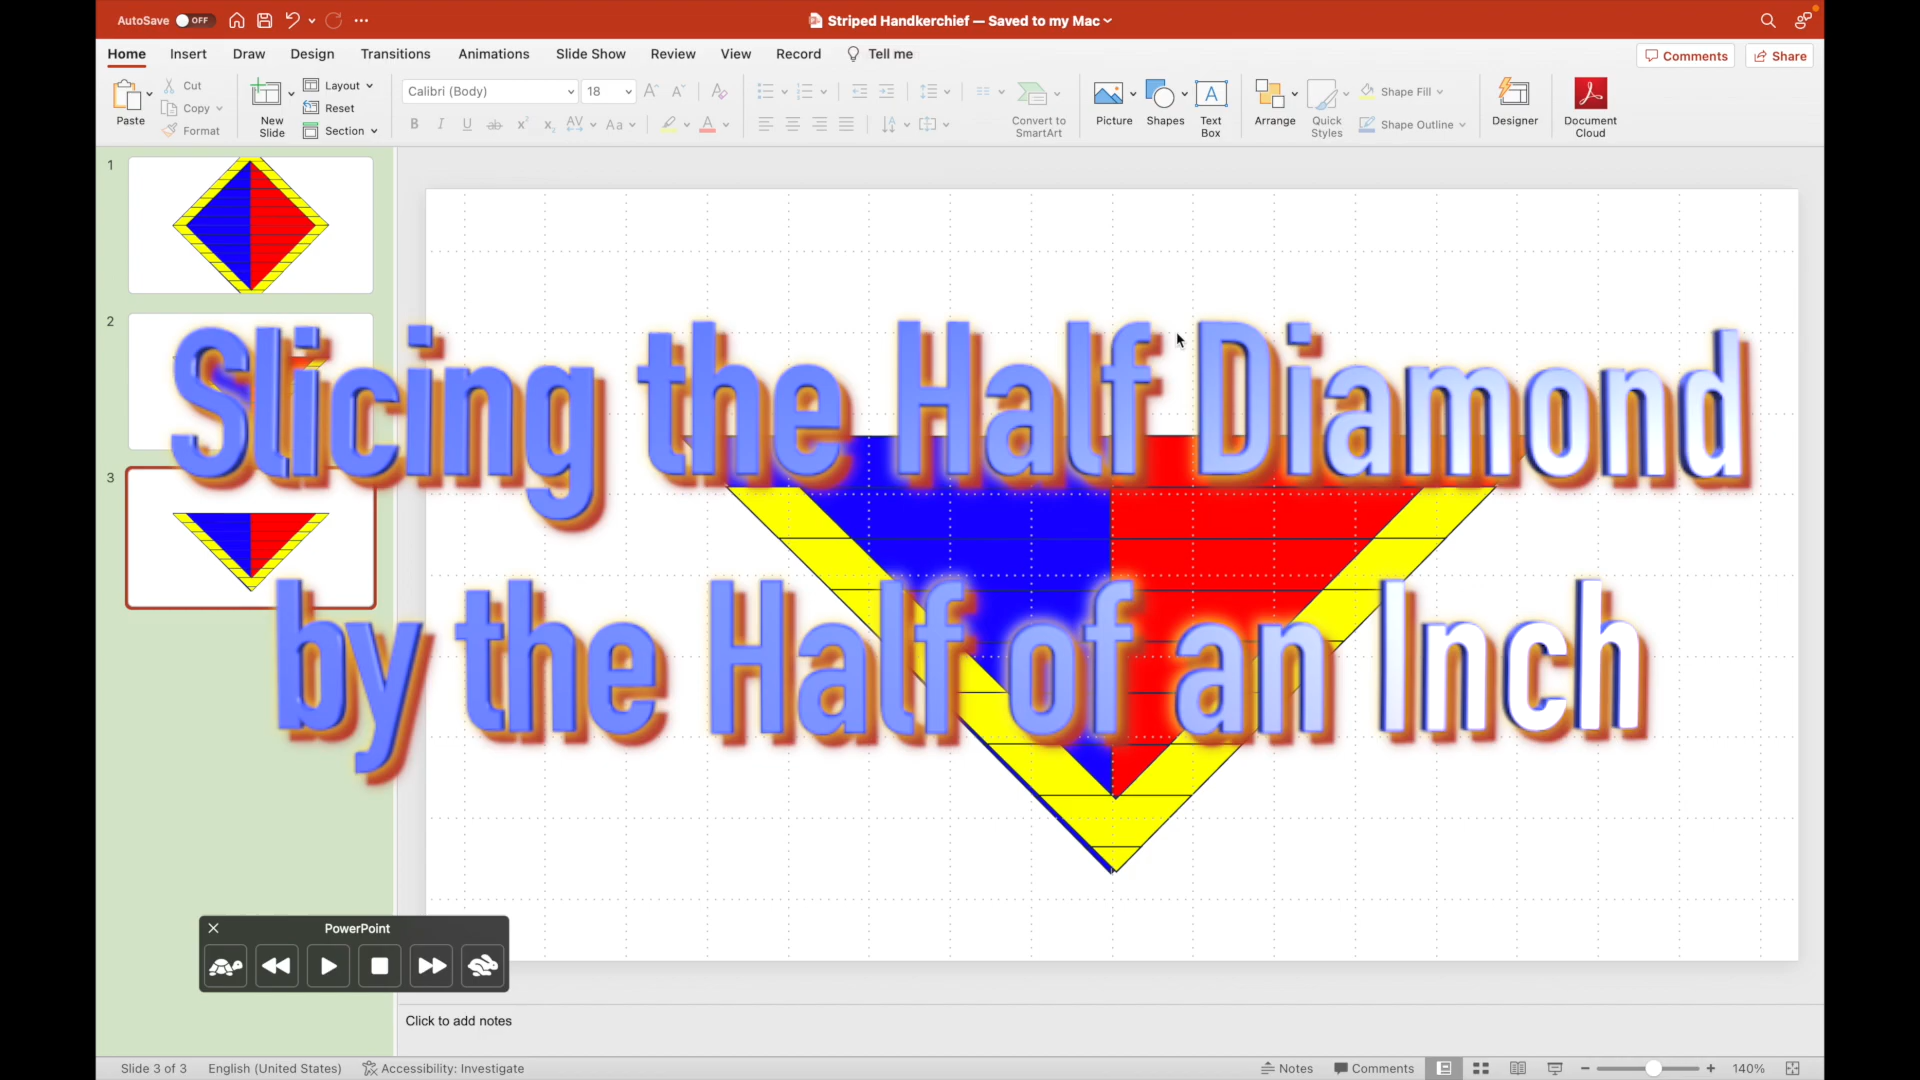 AutoSave OFF
Striped Handkerchief — Saved to my Mac
Home Insert Draw Design Transitions Animations Slide Show Review View Record Tell me
Comments Share
Paste
Cut
Copy
Format
New
Slide
Layout
Reset
Section
Calibri (Body) 18
Convert to
SmartArt
Picture Shapes Text
Box
Arrange Quick
Styles
Shape Fill
Shape Outline
Designer
Document
Cloud
1
2
3
Slicing the Half Diamond
by the Half of an Inch
PowerPoint
Click to add notes
Slide 3 of 3 English (United States) Accessibility: Investigate Notes Comments 140%